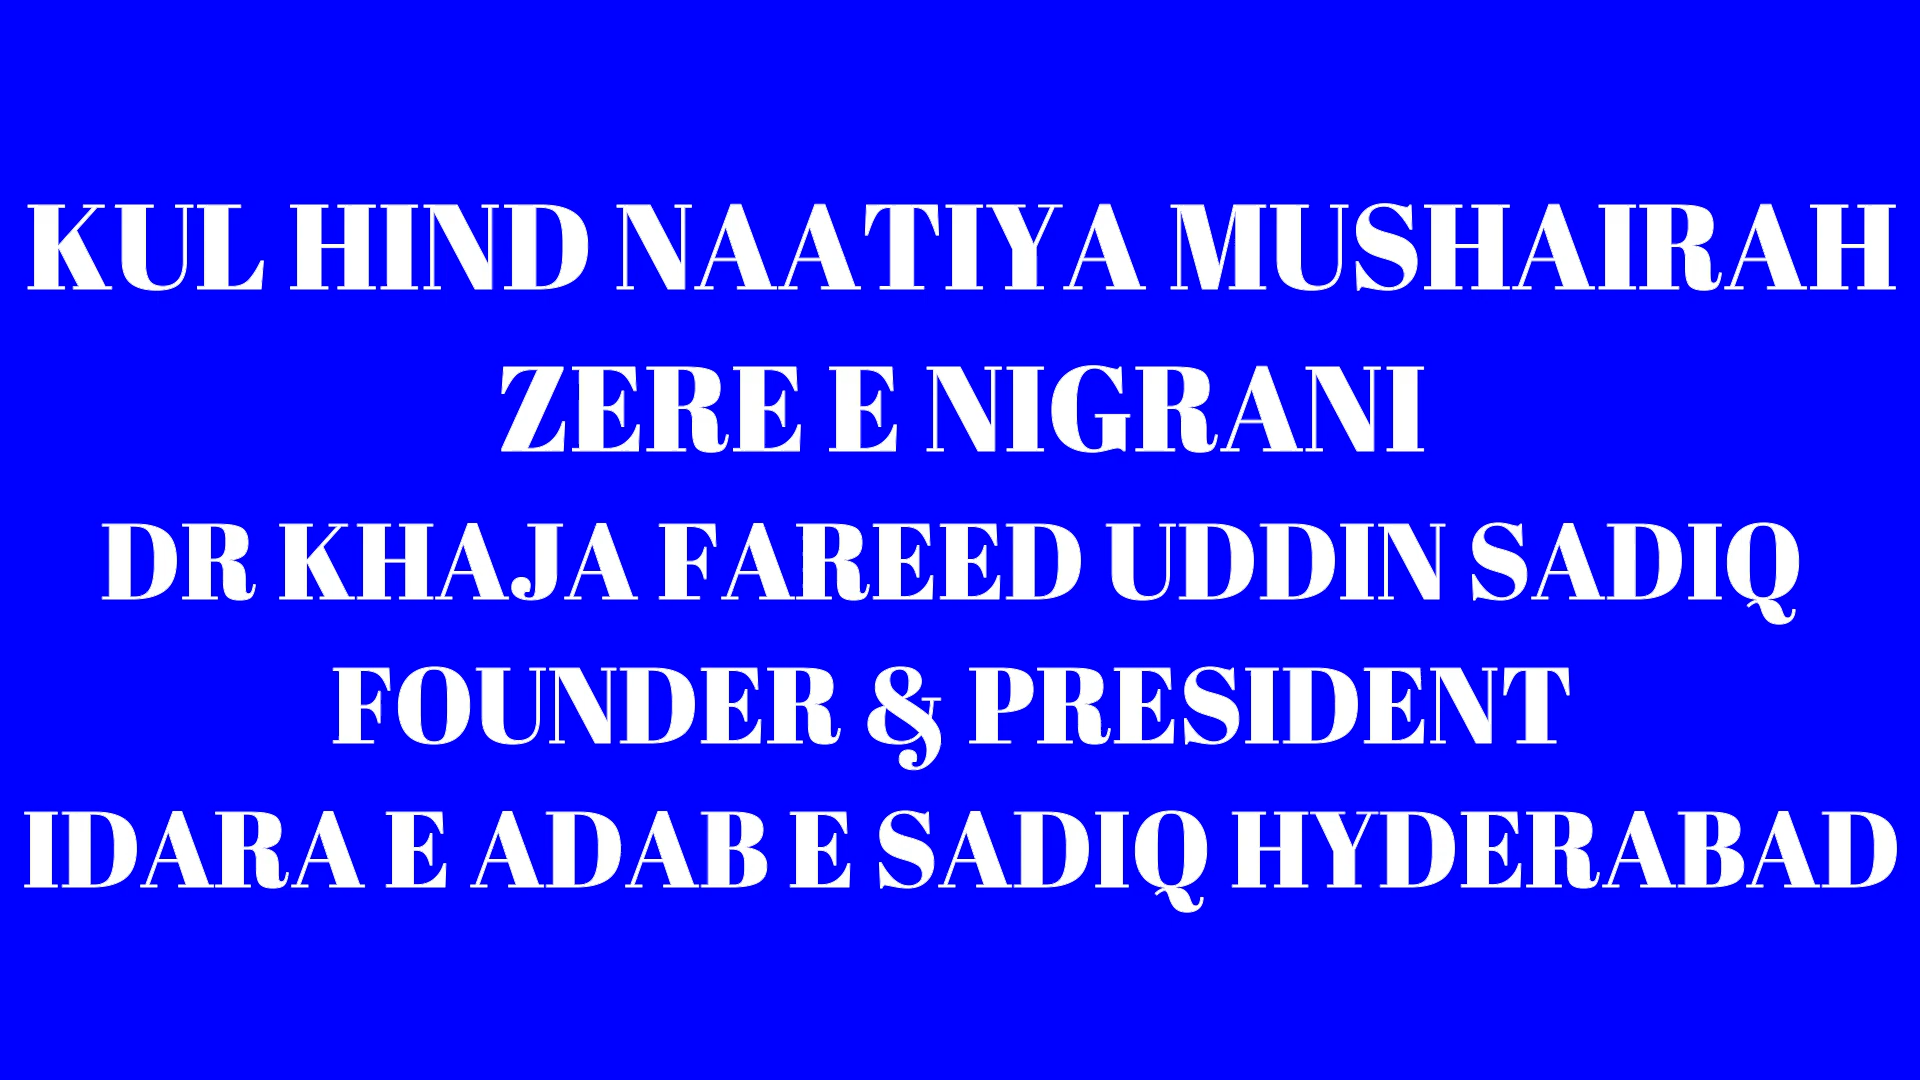 KUL HIND NAATIYA MUSHAIRAH
ZERE E NIGRANI
DR KHAJA FAREED UDDIN SADIQ
FOUNDER & PRESIDENT
IDARA E ADAB E SADIQ HYDERABAD